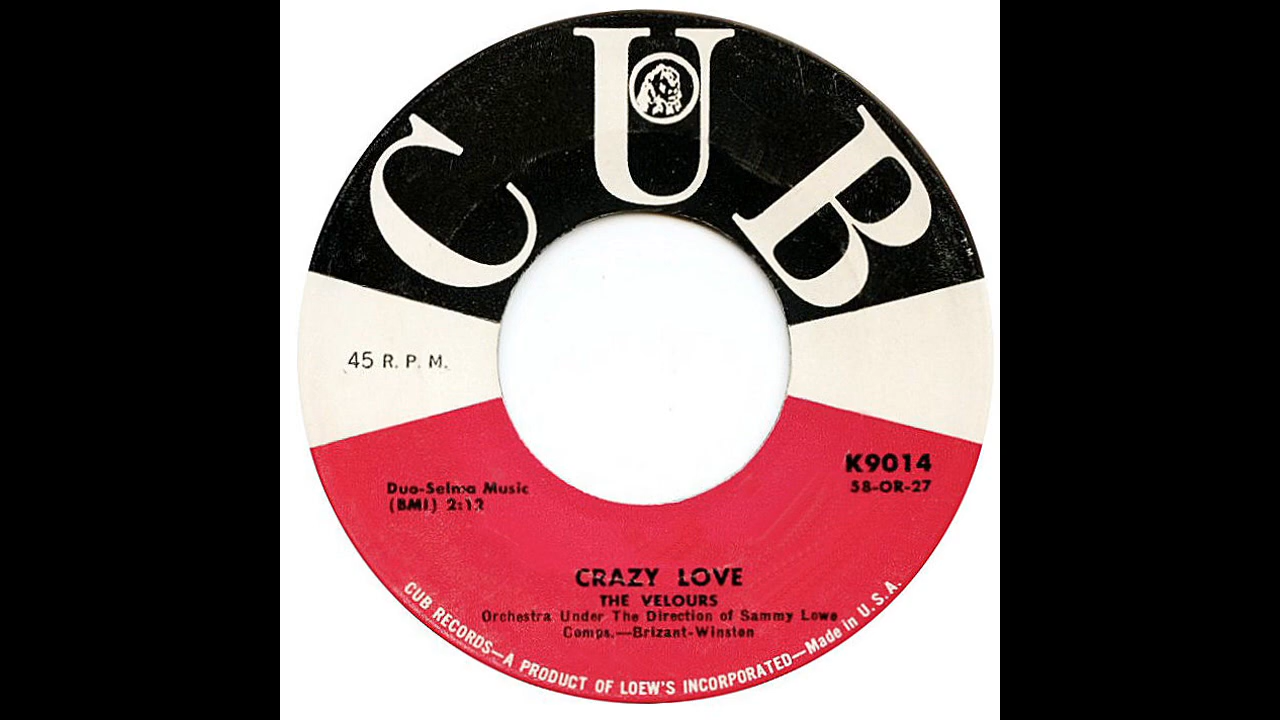 CUB
TM
45 R. P. M.
K9014
58-OR-27
Duo-Selma Music
(BMI.) 2:12
CRAZY LOVE
THE VELOURS
Orchestra Under The Direction of Sammy Lowe
Comps.—Brizant-Winston
CUB RECORDS—A PRODUCT OF LOEW'S INCORPORATED—Made in U.S.A.